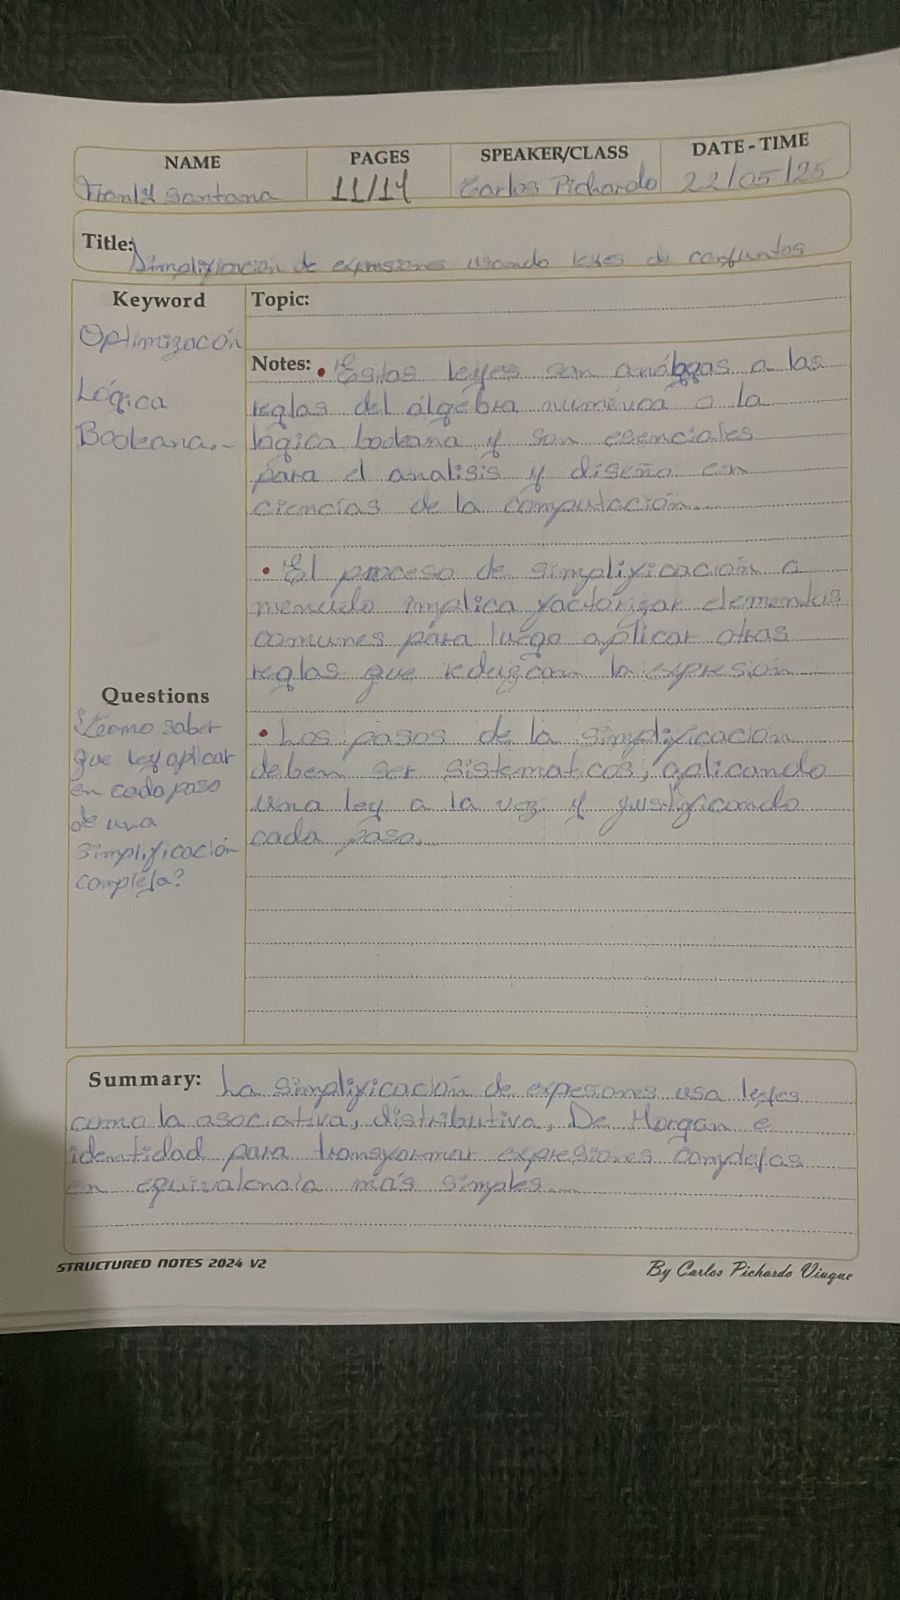 NAME PAGES SPEAKER/CLASS DATE - TIME
Santana 11/14 Carlos Pichardo 22/05/25
Title: Simplificación de expresiones usando leyes de conjuntos
Keyword
Optimización
Lógica
Booleana.-
Topic:
Notes: • Estas leyes son análogas a las
reglas del álgebra numérica o la
lógica booleana y son esenciales
para el analisis y diseño en
ciencias de la computación....
• El proceso de simplificación a
menudo implica factorizar elementos
comunes para luego aplicar otras
reglas que reduzcan la expresión....
• Los pasos de la simplificación
deben ser sistematicos, aplicando
una ley a la vez y justificando
cada paso...
Questions
¿Cómo saber
que ley aplicar
en cada paso
de una
simplificación
compleja?
Summary: La simplificación de expresiones usa leyes
como la asociativa, distributiva, De Morgan e
identidad para transformar expresiones complejas
en equivalencia más simples....
STRUCTURED NOTES 2024 V2
By Carlos Pichardo Viuque